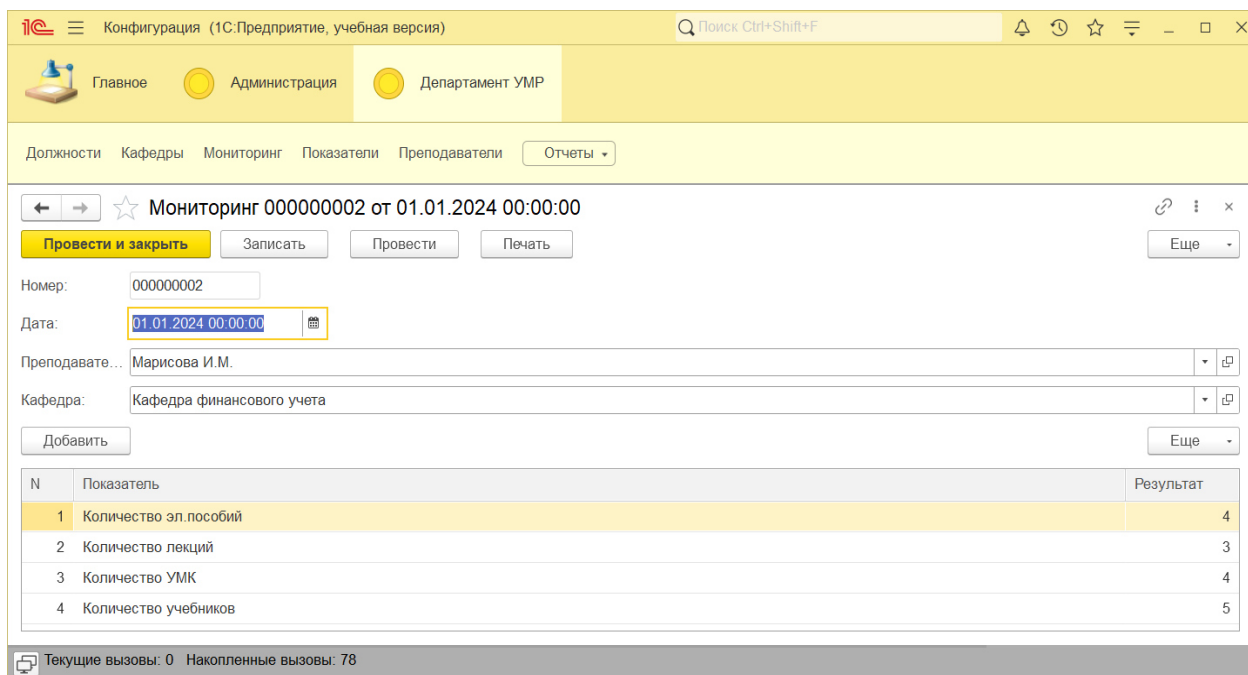 Конфигурация (1С:Предприятие, учебная версия) Поиск Ctrl+Shift+F
Главное Администрация Департамент УМР
Должности Кафедры Мониторинг Показатели Преподаватели Отчеты
Мониторинг 000000002 от 01.01.2024 00:00:00
Провести и закрыть Записать Провести Печать Еще
Номер: 000000002
Дата: 01.01.2024 00:00:00
Преподавате... Марисова И.М.
Кафедра: Кафедра финансового учета
Добавить Еще
N Показатель Результат
1 Количество эл.пособий 4
2 Количество лекций 3
3 Количество УМК 4
4 Количество учебников 5
Текущие вызовы: 0 Накопленные вызовы: 78